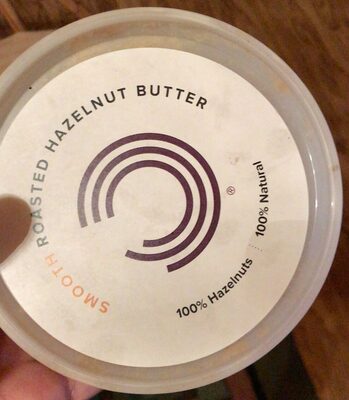 SMOOTH ROASTED HAZELNUT BUTTER
®
100% Hazelnuts
100% Natural